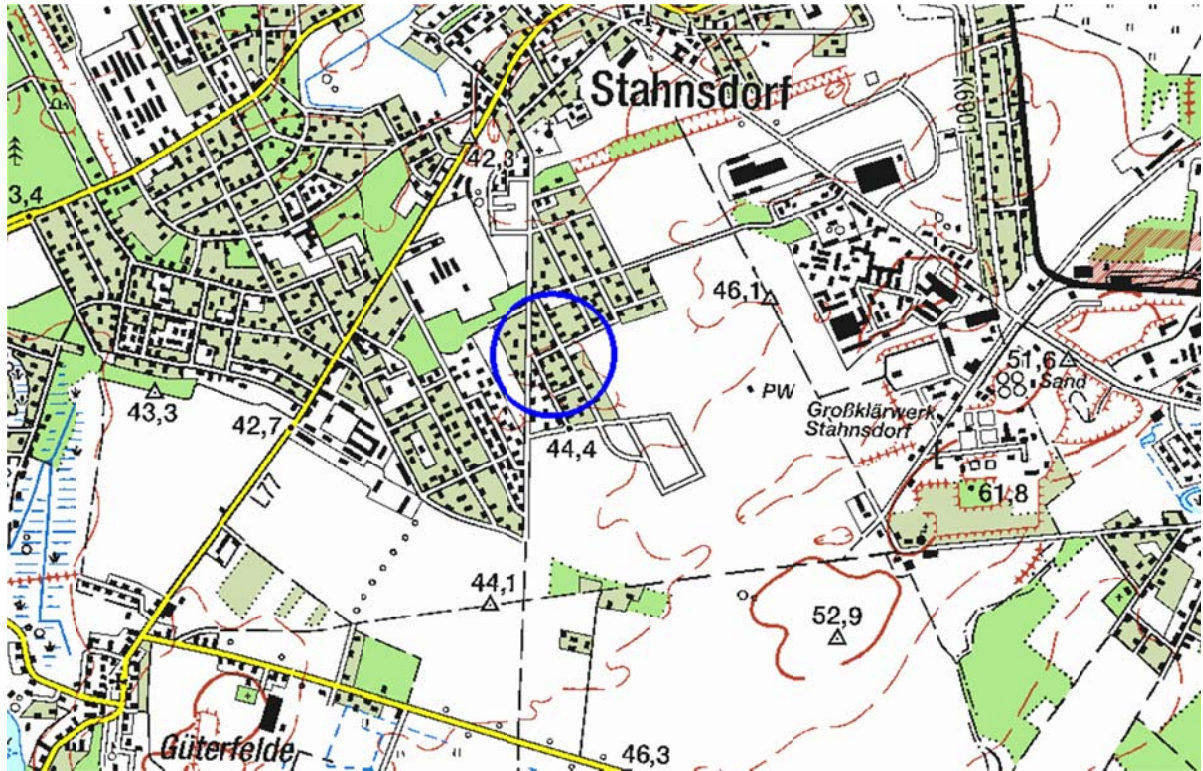 Stahnsdorf
K6901
42,3
3,4
46,1
51,6
Sand
PW
43,3
42,7
Großklärwerk
Stahnsdorf
44,4
L77
61,8
44,1
52,9
Güterfelde
46,3